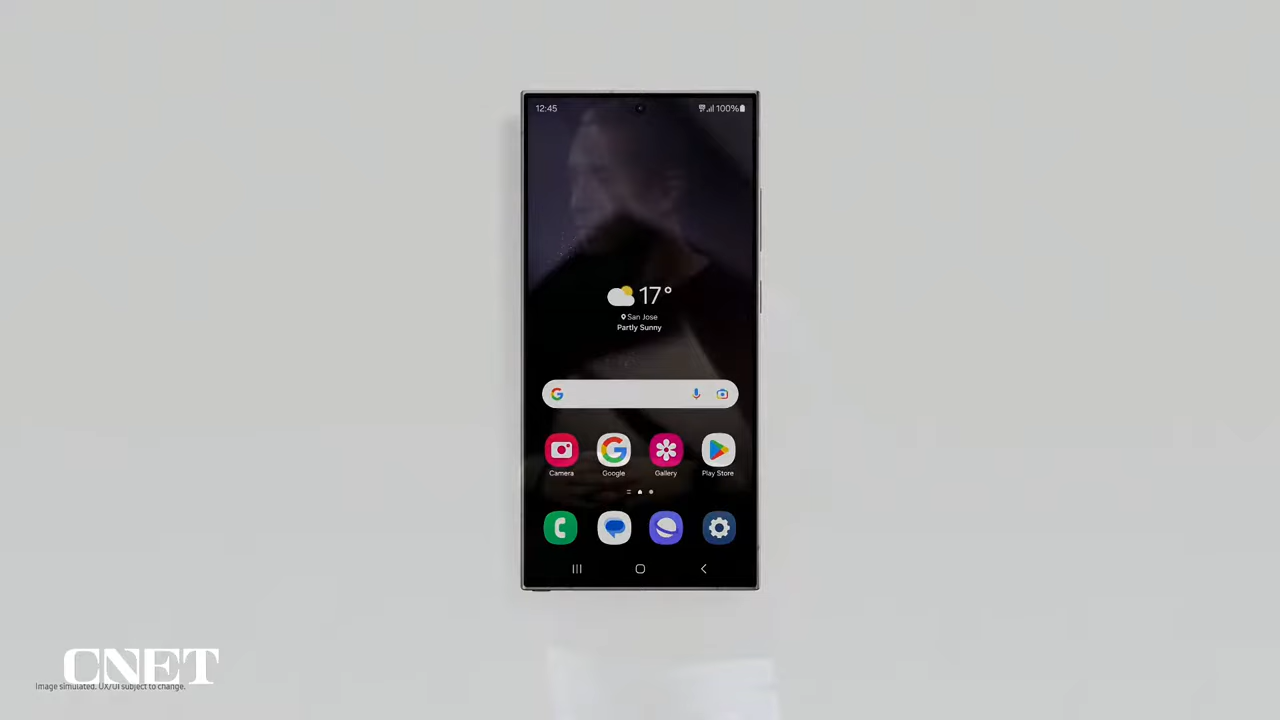 12:45
100%
17°
San Jose
Partly Sunny
Camera
Google
Gallery
Play Store
CNET
Image simulated. UX/UI subject to change.